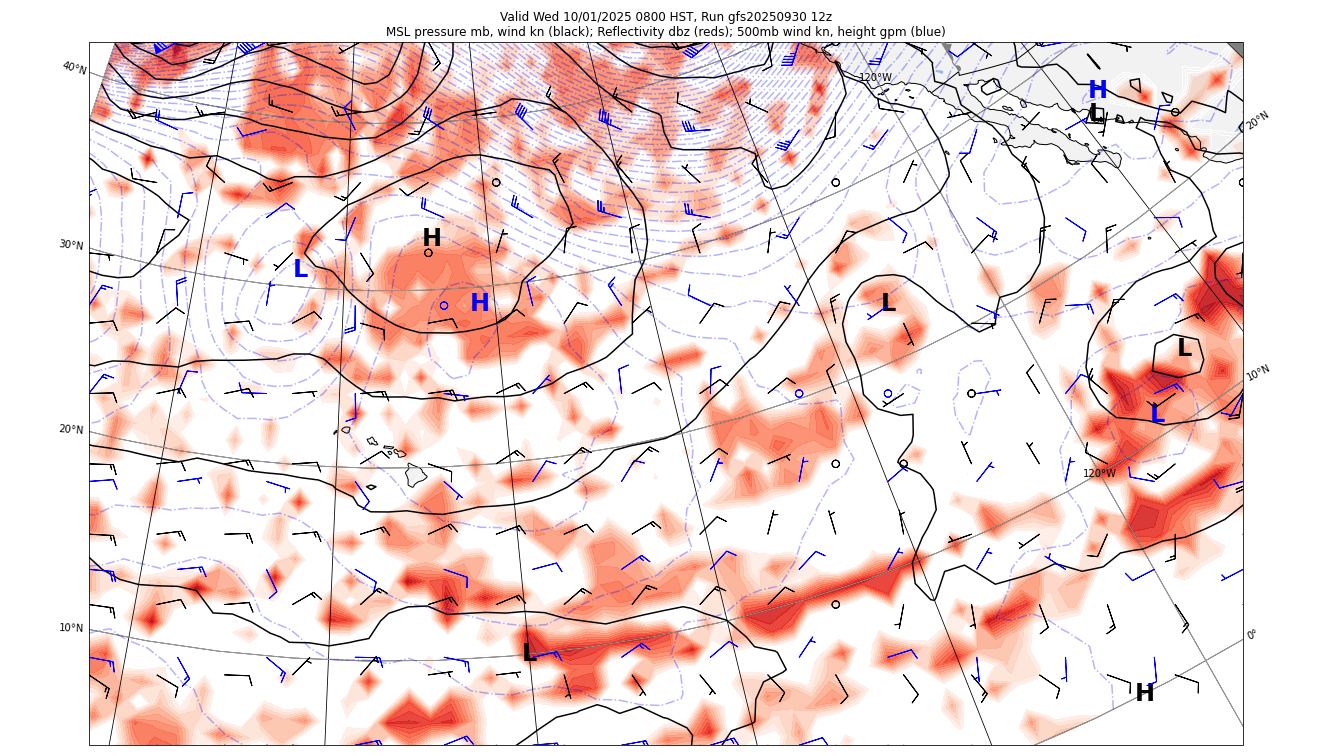 Valid Wed 10/01/2025 0800 HST, Run gfs20250930 12z
MSL pressure mb, wind kn (black); Reflectivity dbz (reds); 500mb wind kn, height gpm (blue)
40°N
120°W
H
L
20°N
H
30°N
L
H
L
L
10°N
L
20°N
120°W
10°N
L
0°
H